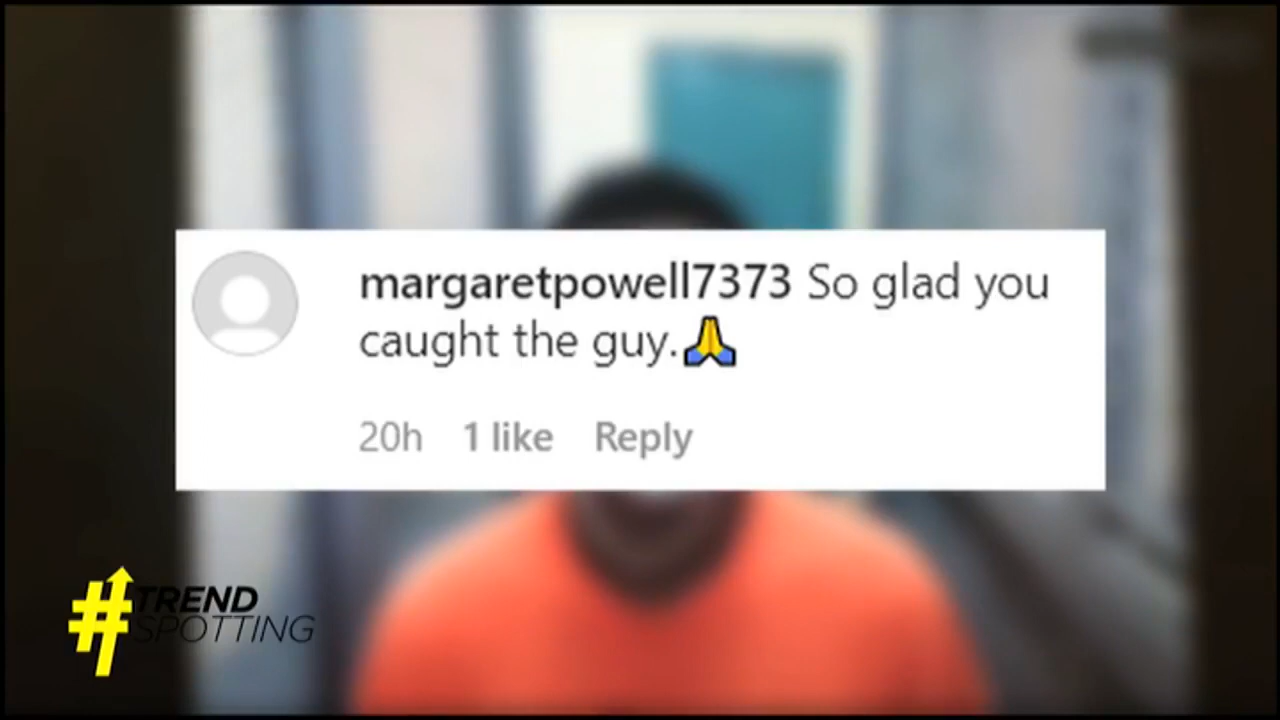 margaretpowell7373 So glad you
caught the guy.🙏
20h 1 like Reply
#TREND
SPOTTING